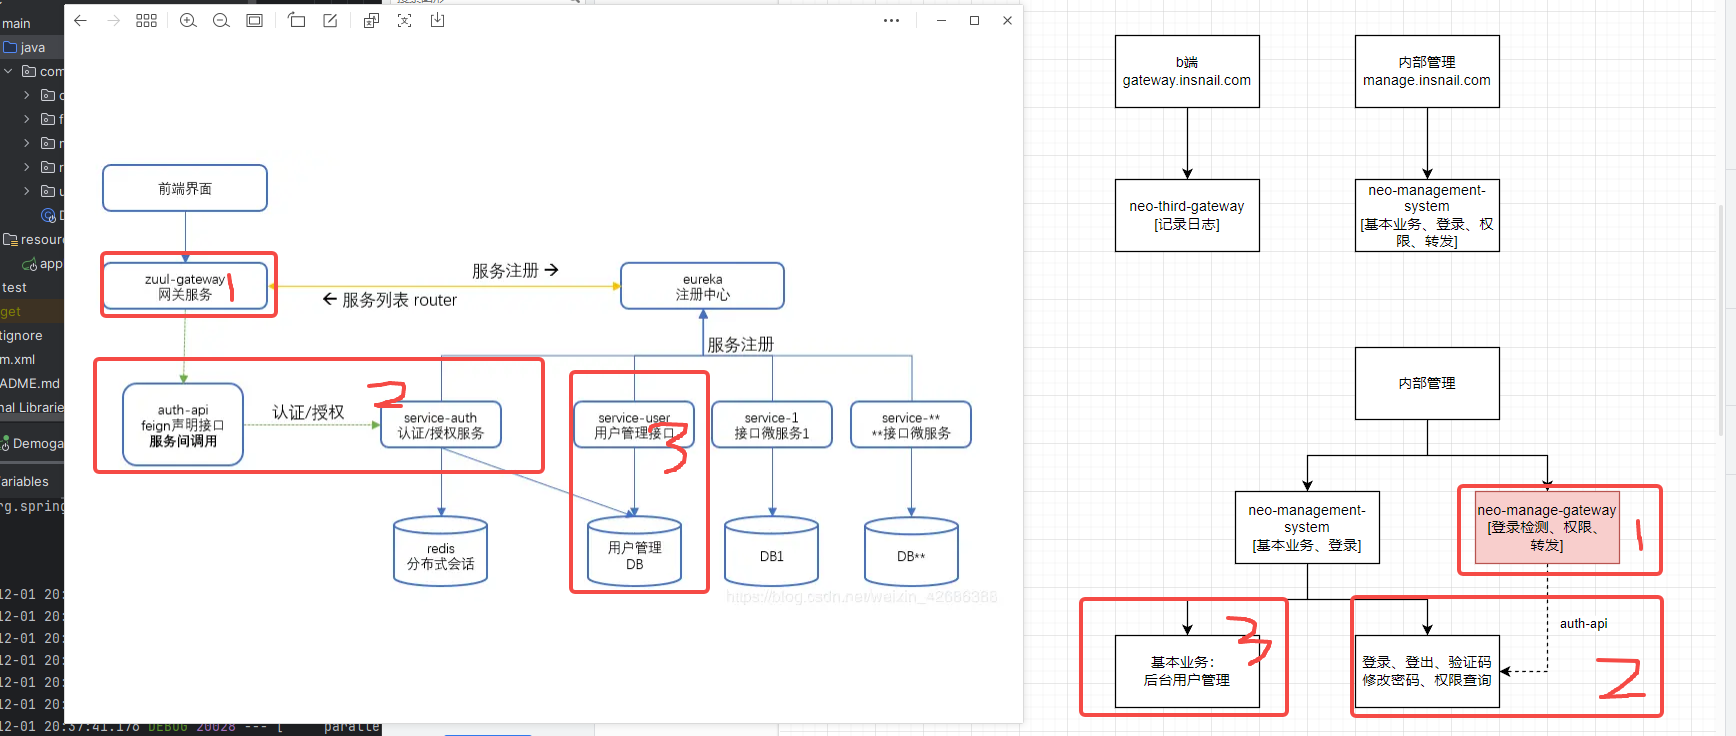 main
java
com
resour
app
test
get
tignore
m.xml
ADME.md
nal Librarie
Demoga
ariables
rg.spring
12-01 20:
12-01 20:
12-01 20:
12-01 20:
12-01 20:
12-01 20:
12-01 20:37:41.178 DEBUG 20028 --- [ paralle
前端界面
zuul-gateway
网关服务
1
服务注册 →
← 服务列表 router
eureka
注册中心
服务注册
auth-api
feign声明接口
服务间调用
认证/授权
2
service-auth
认证/授权服务
service-user
用户管理接口
3
service-1
接口微服务1
service-**
**接口微服务
redis
分布式会话
用户管理
DB
DB1
DB**
https://blog.csdn.net/weixin_42686388
b端
gateway.insnail.com
内部管理
manage.insnail.com
neo-third-gateway
[记录日志]
neo-management-
system
[基本业务、登录、权
限、转发]
内部管理
neo-management-
system
[基本业务、登录]
neo-manage-gateway
[登录检测、权限、
转发]
1
auth-api
基本业务：
后台用户管理
3
登录、登出、验证码
修改密码、权限查询
2